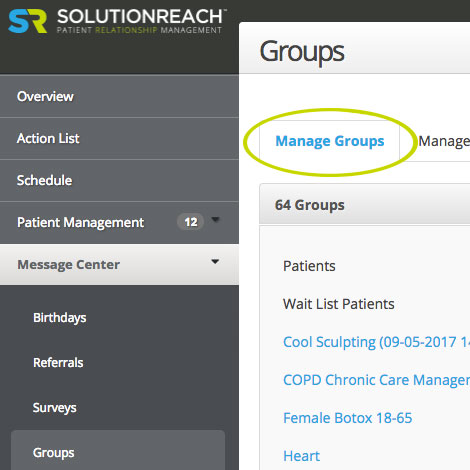 SR SOLUTIONREACH™
PATIENT RELATIONSHIP MANAGEMENT
Groups
Overview
Action List
Schedule
Patient Management 12
Message Center
Birthdays
Referrals
Surveys
Groups
Manage Groups Manage
64 Groups
Patients
Wait List Patients
Cool Sculpting (09-05-2017 14
COPD Chronic Care Manager
Female Botox 18-65
Heart